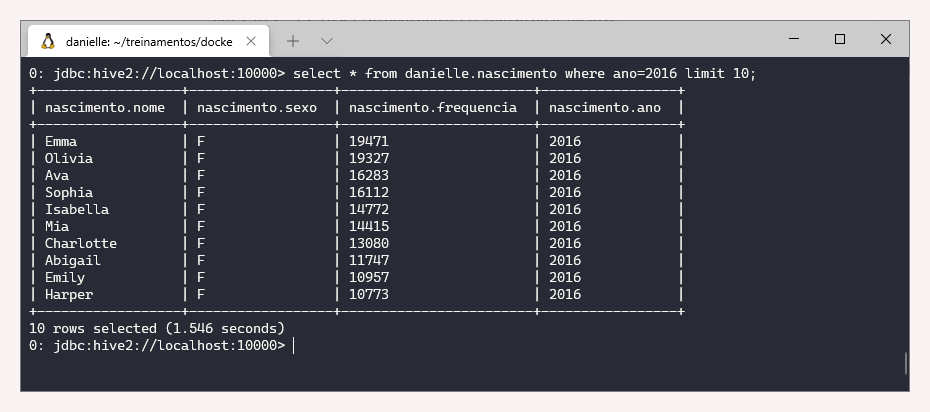 danielle: ~/treinamentos/docke
0: jdbc:hive2://localhost:10000> select * from danielle.nascimento where ano=2016 limit 10;
+------------------+------------------+------------------------+-----------------+
| nascimento.nome | nascimento.sexo | nascimento.frequencia | nascimento.ano |
+------------------+------------------+------------------------+-----------------+
| Emma | F | 19471 | 2016 |
| Olivia | F | 19327 | 2016 |
| Ava | F | 16283 | 2016 |
| Sophia | F | 16112 | 2016 |
| Isabella | F | 14772 | 2016 |
| Mia | F | 14415 | 2016 |
| Charlotte | F | 13080 | 2016 |
| Abigail | F | 11747 | 2016 |
| Emily | F | 10957 | 2016 |
| Harper | F | 10773 | 2016 |
+------------------+------------------+------------------------+-----------------+
10 rows selected (1.546 seconds)
0: jdbc:hive2://localhost:10000>